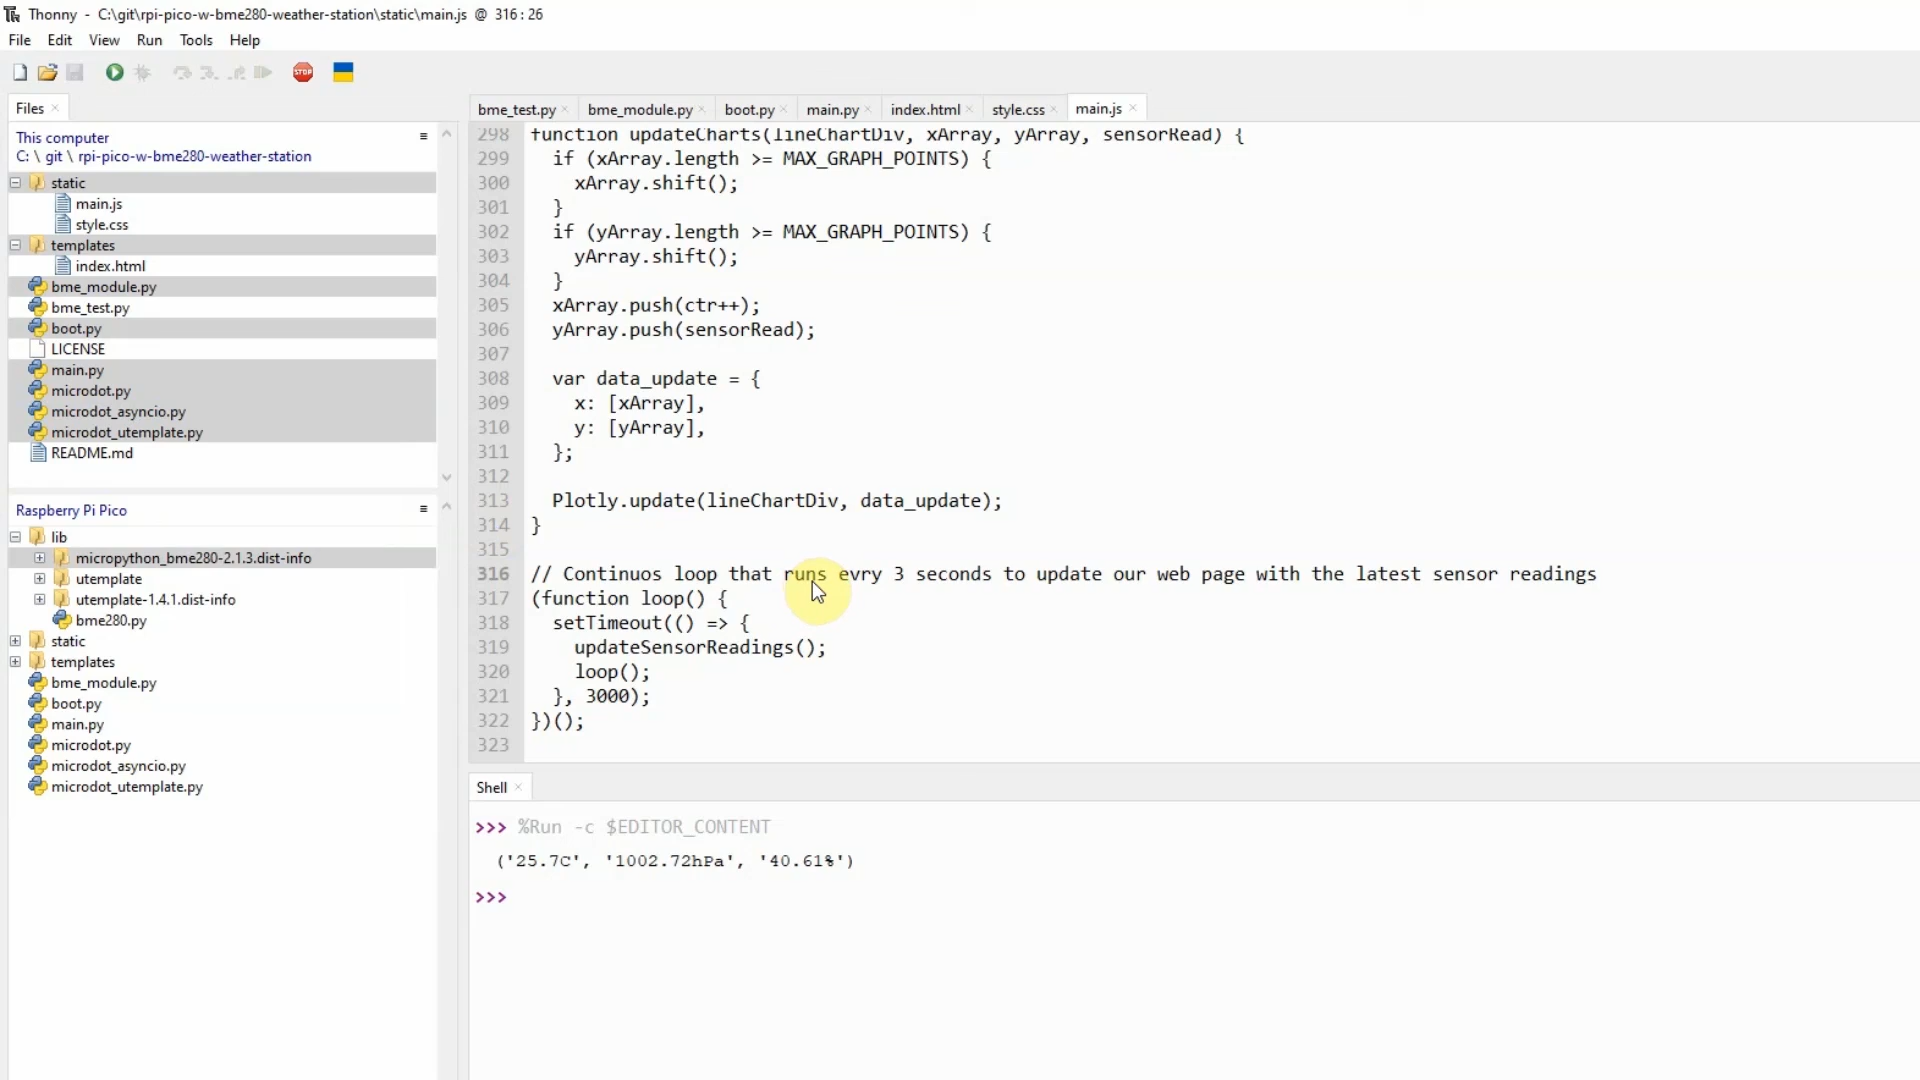 Thonny - C:\git\rpi-pico-w-bme280-weather-station\static\main.js @ 316:26
File Edit View Run Tools Help
STOP
Files
This computer
C: \ git \ rpi-pico-w-bme280-weather-station
static
main.js
style.css
templates
index.html
bme_module.py
bme_test.py
boot.py
LICENSE
main.py
microdot.py
microdot_asyncio.py
microdot_utemplate.py
README.md
Raspberry Pi Pico
lib
micropython_bme280-2.1.3.dist-info
utemplate
utemplate-1.4.1.dist-info
bme280.py
static
templates
bme_module.py
boot.py
main.py
microdot.py
microdot_asyncio.py
microdot_utemplate.py
bme_test.py bme_module.py boot.py main.py index.html style.css main.js
298 function updateCharts(lineChartDiv, xArray, yArray, sensorRead) {
299 if (xArray.length >= MAX_GRAPH_POINTS) {
300 xArray.shift();
301 }
302 if (yArray.length >= MAX_GRAPH_POINTS) {
303 yArray.shift();
304 }
305 xArray.push(ctr++);
306 yArray.push(sensorRead);
307
308 var data_update = {
309 x: [xArray],
310 y: [yArray],
311 };
312
313 Plotly.update(lineChartDiv, data_update);
314 }
315
316 // Continuos loop that runs evry 3 seconds to update our web page with the latest sensor readings
317 (function loop() {
318 setTimeout(() => {
319 updateSensorReadings();
320 loop();
321 }, 3000);
322 })();
323
Shell
>>> %Run -c $EDITOR_CONTENT
('25.7C', '1002.72hPa', '40.61%')
>>>